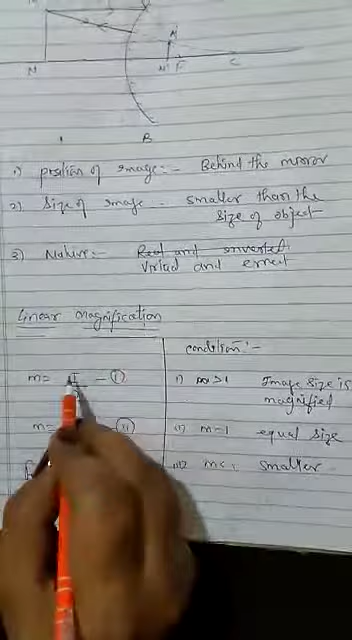 M
A'
M' F
C
B
1) position of Image :- Behind the mirror
2) Size of Image - smaller than the
size of object
3) Nature :- Real and inverted
Virtual and errect
Linear Magnification
condition :-
m = I - (I)
i) m > 1 Image size is
magnified
m = - (II)
ii) m = 1 equal size
iii) m < 1 smaller